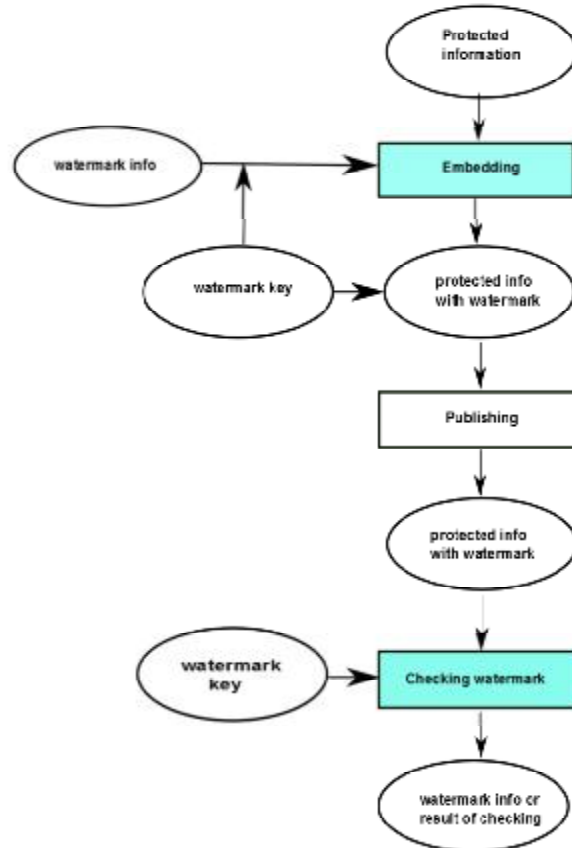 Protected
information
watermark info
Embedding
watermark key
protected info
with watermark
Publishing
protected info
with watermark
watermark
key
Checking watermark
watermark info or
result of checking